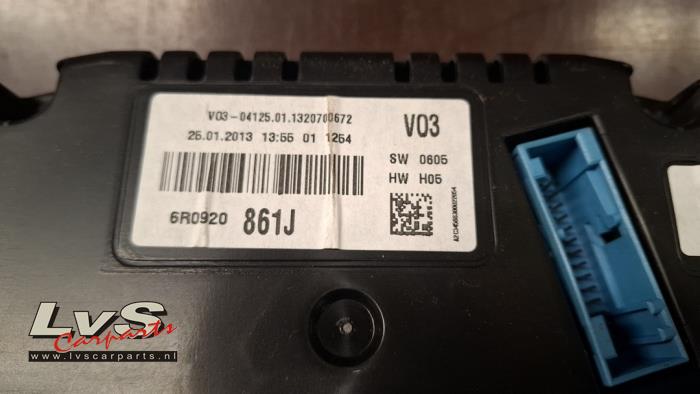 V03-04125.01.1320700672
25.01.2013 13:55 01 1254
V03
SW 0605
HW H05
6R0920 861J
LvS
Carparts
www.lvscarparts.nl